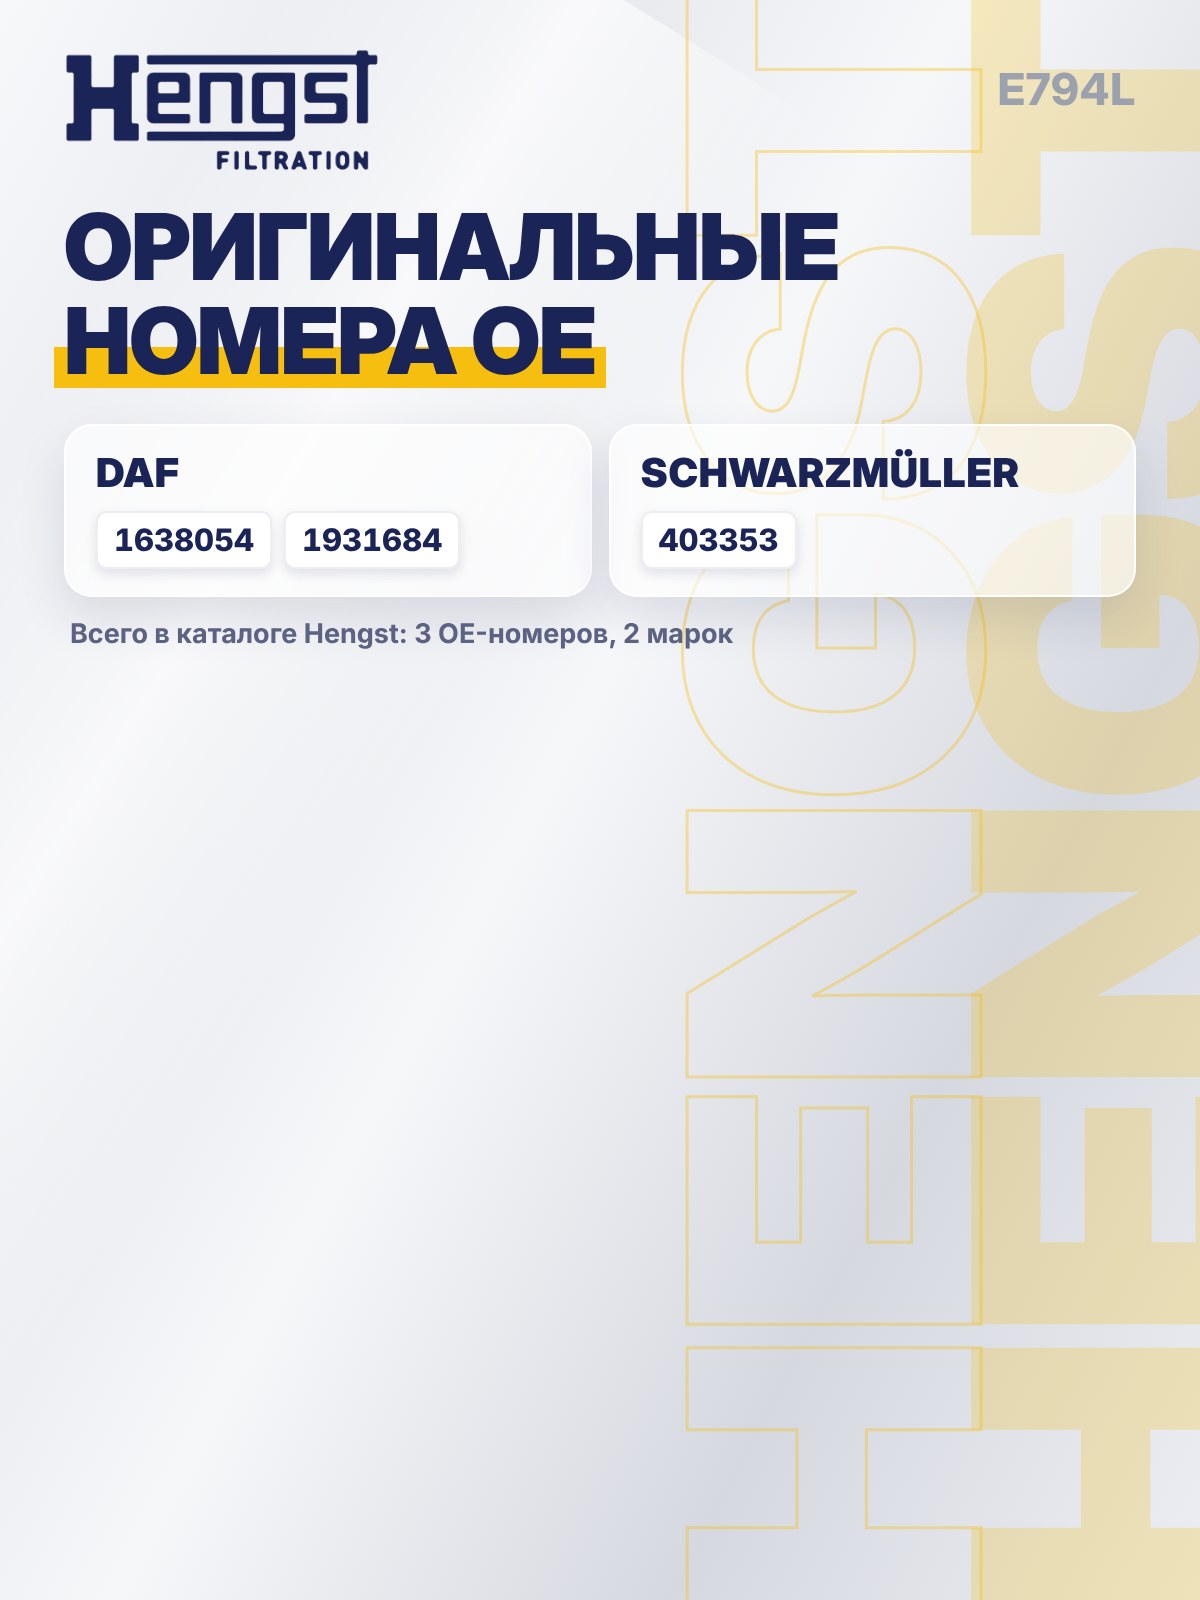 Hengst
FILTRATION
E794L
ОРИГИНАЛЬНЫЕ
НОМЕРА ОЕ
DAF
1638054 1931684
SCHWARZMÜLLER
403353
Всего в каталоге Hengst: 3 ОЕ-номеров, 2 марок
HENGST
HENGST